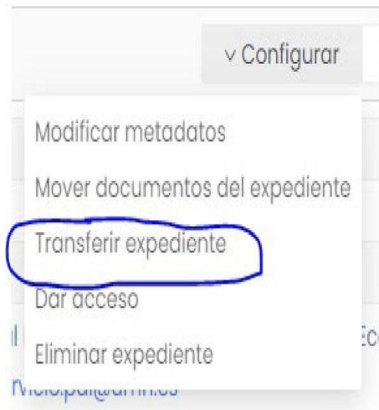 Configurar
Modificar metadatos
Mover documentos del expediente
Transferir expediente
Dar acceso
Eliminar expediente